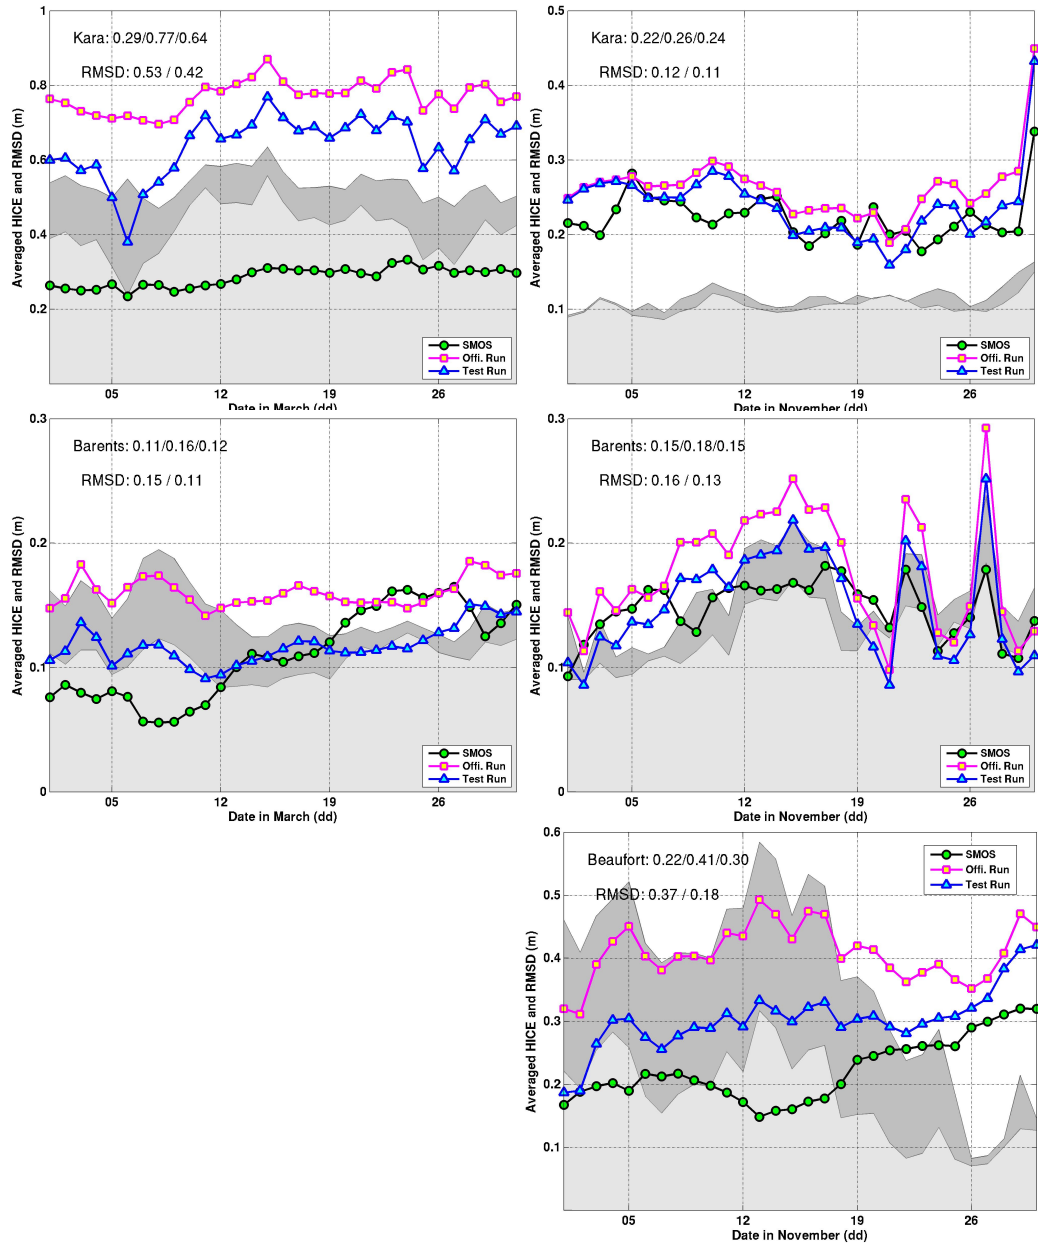 1
0.8
0.6
0.4
0.2
Averaged HICE and RMSD (m)
Kara: 0.29/0.77/0.64
RMSD: 0.53 / 0.42
SMOS
Offi. Run
Test Run
05 12 19 26
Date in March (dd)
0.5
0.4
0.3
0.2
0.1
Averaged HICE and RMSD (m)
Kara: 0.22/0.26/0.24
RMSD: 0.12 / 0.11
SMOS
Offi. Run
Test Run
05 12 19 26
Date in November (dd)
0.3
0.2
0.1
0
Averaged HICE and RMSD (m)
Barents: 0.11/0.16/0.12
RMSD: 0.15 / 0.11
SMOS
Offi. Run
Test Run
05 12 19 26
Date in March (dd)
0.3
0.2
0.1
0
Averaged HICE and RMSD (m)
Barents: 0.15/0.18/0.15
RMSD: 0.16 / 0.13
SMOS
Offi. Run
Test Run
05 12 19 26
Date in November (dd)
0.6
0.5
0.4
0.3
0.2
0.1
Averaged HICE and RMSD (m)
Beaufort: 0.22/0.41/0.30
RMSD: 0.37 / 0.18
SMOS
Offi. Run
Test Run
05 12 19 26
Date in November (dd)